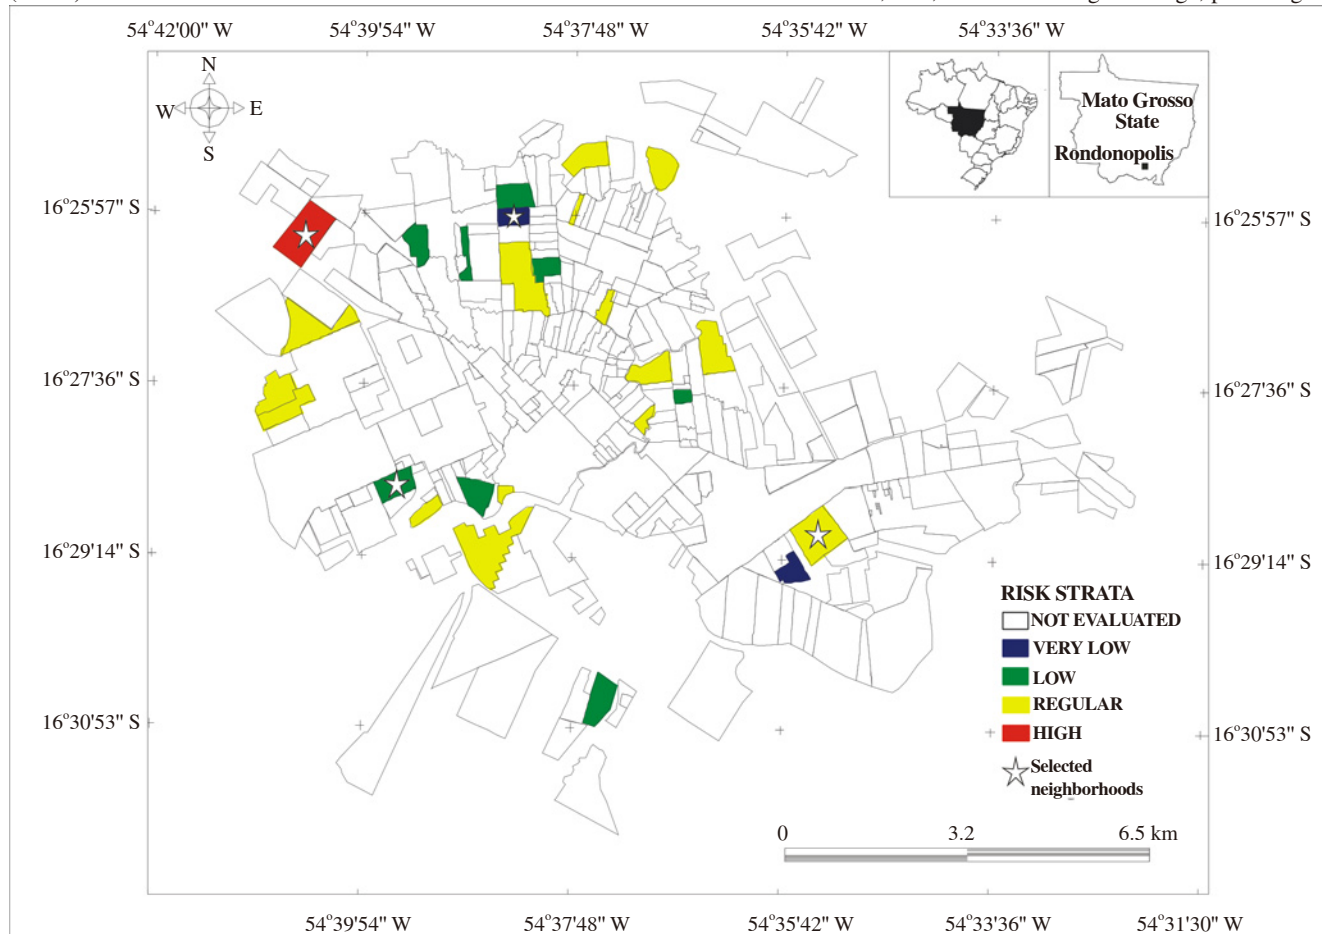 54°42'00" W
54°39'54" W
54°37'48" W
54°35'42" W
54°33'36" W
N
W
E
S
Mato Grosso
State
Rondonopolis
16°25'57" S
16°25'57" S
16°27'36" S
16°27'36" S
16°29'14" S
16°29'14" S
RISK STRATA
NOT EVALUATED
VERY LOW
LOW
REGULAR
HIGH
Selected
neighborhoods
16°30'53" S
16°30'53" S
0
3.2
6.5 km
54°39'54" W
54°37'48" W
54°35'42" W
54°33'36" W
54°31'30" W